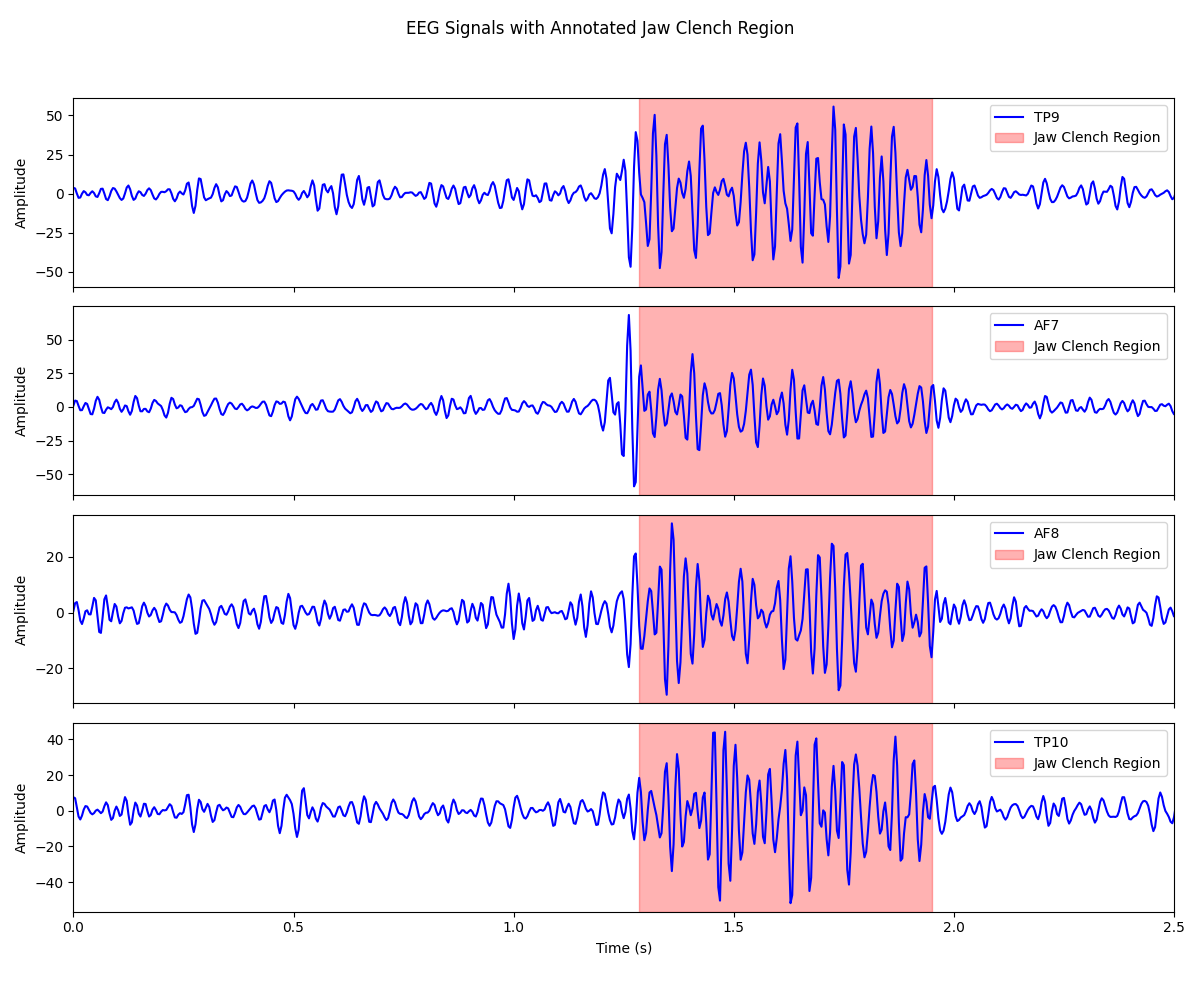 EEG Signals with Annotated Jaw Clench Region
50
25
0
−25
−50
Amplitude
TP9
Jaw Clench Region
50
25
0
−25
−50
Amplitude
AF7
Jaw Clench Region
20
0
−20
Amplitude
AF8
Jaw Clench Region
40
20
0
−20
−40
Amplitude
TP10
Jaw Clench Region
0.0 0.5 1.0 1.5 2.0 2.5
Time (s)